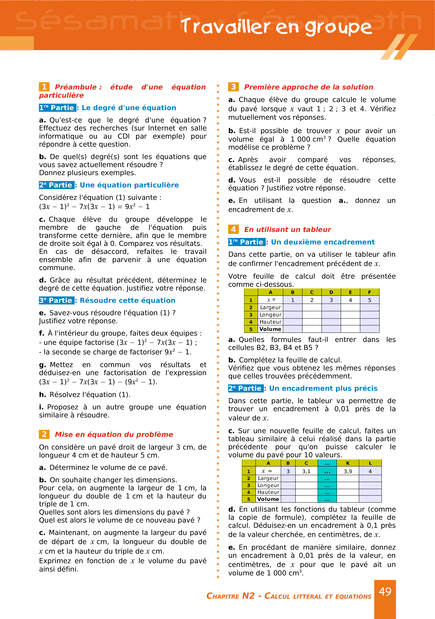 Sésamath
Sésamath
Sésamath
Travailler en groupe
1 Préambule : étude d'une équation
particulière
1re Partie : Le degré d'une équation
a. Qu'est-ce que le degré d'une équation ?
Effectuez des recherches (sur Internet en salle
informatique ou au CDI par exemple) pour
répondre à cette question.
b. De quel(s) degré(s) sont les équations que
vous savez actuellement résoudre ?
Donnez plusieurs exemples.
2e Partie : Une équation particulière
Considérez l'équation (1) suivante :
(3x − 1)² − 7x(3x − 1) = 9x² − 1
c. Chaque élève du groupe développe le
membre de gauche de l'équation puis
transforme cette dernière, afin que le membre
de droite soit égal à 0. Comparez vos résultats.
En cas de désaccord, refaites le travail
ensemble afin de parvenir à une équation
commune.
d. Grâce au résultat précédent, déterminez le
degré de cette équation. Justifiez votre réponse.
3e Partie : Résoudre cette équation
e. Savez-vous résoudre l'équation (1) ?
Justifiez votre réponse.
f. À l'intérieur du groupe, faites deux équipes :
- une équipe factorise (3x − 1)² − 7x(3x − 1) ;
- la seconde se charge de factoriser 9x² − 1.
g. Mettez en commun vos résultats et
déduisez-en une factorisation de l'expression
(3x − 1)² − 7x(3x − 1) − (9x² − 1).
h. Résolvez l'équation (1).
i. Proposez à un autre groupe une équation
similaire à résoudre.
2 Mise en équation du problème
On considère un pavé droit de largeur 3 cm, de
longueur 4 cm et de hauteur 5 cm.
a. Déterminez le volume de ce pavé.
b. On souhaite changer les dimensions.
Pour cela, on augmente la largeur de 1 cm, la
longueur du double de 1 cm et la hauteur du
triple de 1 cm.
Quelles sont alors les dimensions du pavé ?
Quel est alors le volume de ce nouveau pavé ?
c. Maintenant, on augmente la largeur du pavé
de départ de x cm, la longueur du double de
x cm et la hauteur du triple de x cm.
Exprimez en fonction de x le volume du pavé
ainsi défini.
3 Première approche de la solution
a. Chaque élève du groupe calcule le volume
du pavé lorsque x vaut 1 ; 2 ; 3 et 4. Vérifiez
mutuellement vos réponses.
b. Est-il possible de trouver x pour avoir un
volume égal à 1 000 cm³ ? Quelle équation
modélise ce problème ?
c. Après avoir comparé vos réponses,
établissez le degré de cette équation.
d. Vous est-il possible de résoudre cette
équation ? Justifiez votre réponse.
e. En utilisant la question a., donnez un
encadrement de x.
4 En utilisant un tableur
1re Partie : Un deuxième encadrement
Dans cette partie, on va utiliser le tableur afin
de confirmer l'encadrement précédent de x.
Votre feuille de calcul doit être présentée
comme ci-dessous.
A B C D E F
1 x = 1 2 3 4 5
2 Largeur
3 Longeur
4 Hauteur
5 Volume
a. Quelles formules faut-il entrer dans les
cellules B2, B3, B4 et B5 ?
b. Complétez la feuille de calcul.
Vérifiez que vous obtenez les mêmes réponses
que celles trouvées précédemment.
2e Partie : Un encadrement plus précis
Dans cette partie, le tableur va permettre de
trouver un encadrement à 0,01 près de la
valeur de x.
c. Sur une nouvelle feuille de calcul, faites un
tableau similaire à celui réalisé dans la partie
précédente pour qu'on puisse calculer le
volume du pavé pour 10 valeurs.
A B C ... K L
1 x = 3 3,1 ... 3,9 4
2 Largeur
3 Longeur
4 Hauteur
5 Volume
d. En utilisant les fonctions du tableur (comme
la copie de formule), complétez la feuille de
calcul. Déduisez-en un encadrement à 0,1 près
de la valeur cherchée, en centimètres, de x.
e. En procédant de manière similaire, donnez
un encadrement à 0,01 près de la valeur, en
centimètres, de x pour que le pavé ait un
volume de 1 000 cm³.
Chapitre N2 - Calcul littéral et équations
49